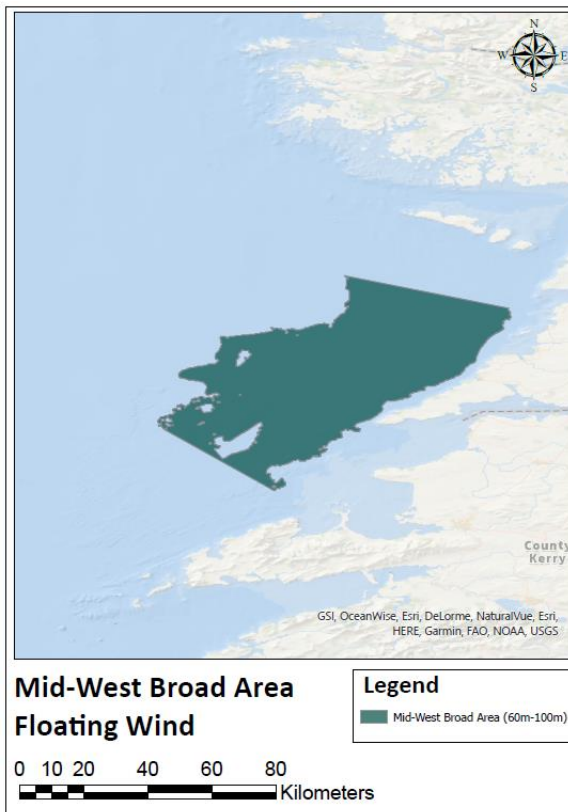 N
W E
S
County
Kerry
GSI, OceanWise, Esri, DeLorme, NaturalVue, Esri,
HERE, Garmin, FAO, NOAA, USGS
Mid-West Broad Area
Floating Wind
Legend
Mid-West Broad Area (60m-100m)
0 10 20 40 60 80
Kilometers